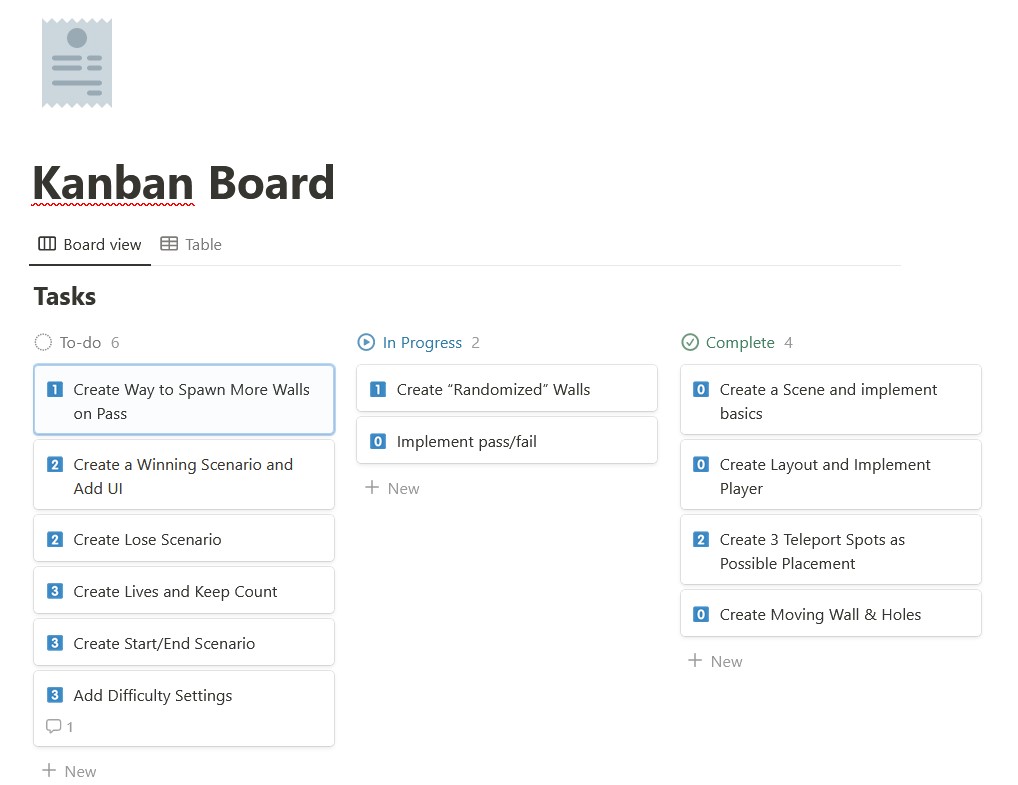 Kanban Board
Board view Table
Tasks
To-do 6
1 Create Way to Spawn More Walls
on Pass
2 Create a Winning Scenario and
Add UI
2 Create Lose Scenario
3 Create Lives and Keep Count
3 Create Start/End Scenario
3 Add Difficulty Settings
1
+ New
In Progress 2
1 Create “Randomized” Walls
0 Implement pass/fail
+ New
Complete 4
0 Create a Scene and implement
basics
0 Create Layout and Implement
Player
2 Create 3 Teleport Spots as
Possible Placement
0 Create Moving Wall & Holes
+ New